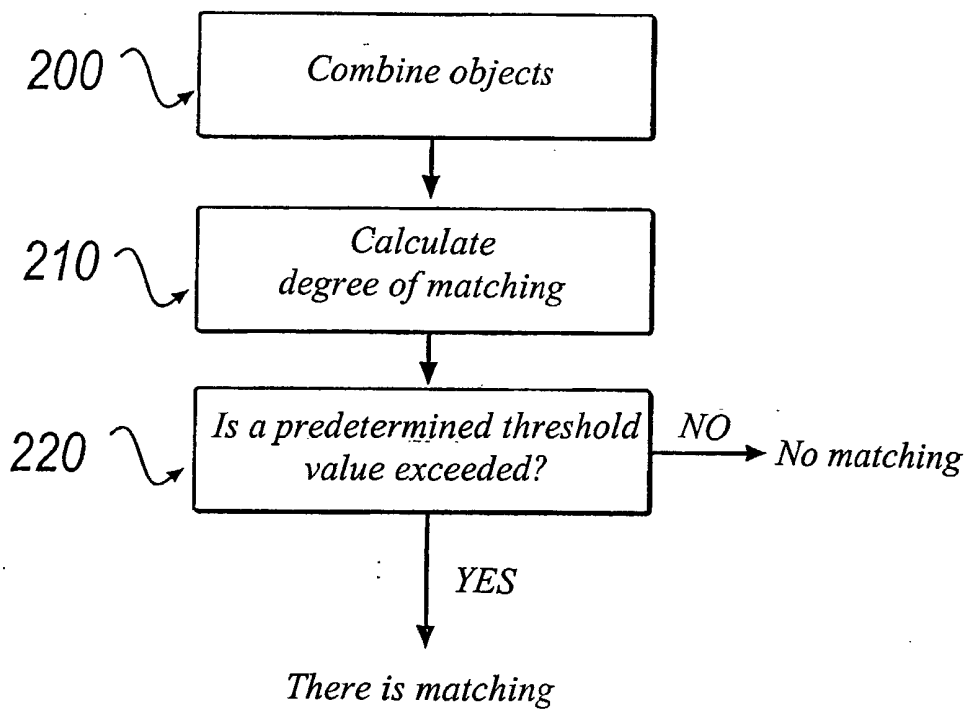 200
Combine objects
210
Calculate
degree of matching
220
Is a predetermined threshold
value exceeded?
NO
No matching
YES
There is matching